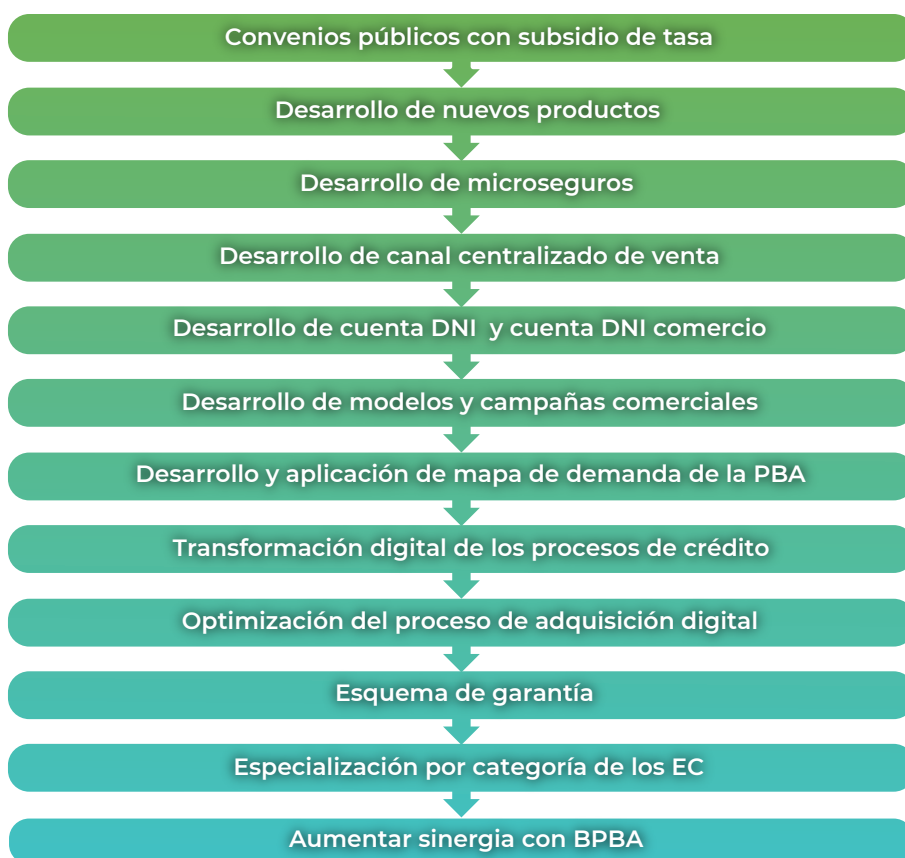 Convenios públicos con subsidio de tasa
Desarrollo de nuevos productos
Desarrollo de microseguros
Desarrollo de canal centralizado de venta
Desarrollo de cuenta DNI y cuenta DNI comercio
Desarrollo de modelos y campañas comerciales
Desarrollo y aplicación de mapa de demanda de la PBA
Transformación digital de los procesos de crédito
Optimización del proceso de adquisición digital
Esquema de garantía
Especialización por categoría de los EC
Aumentar sinergia con BPBA